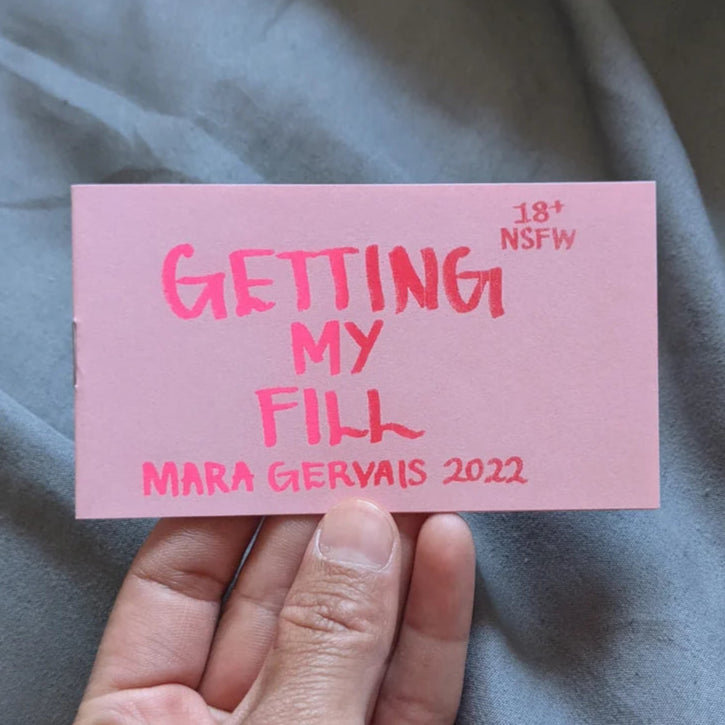 18+
NSFW
GETTING
MY
FILL
MARA GERVAIS 2022